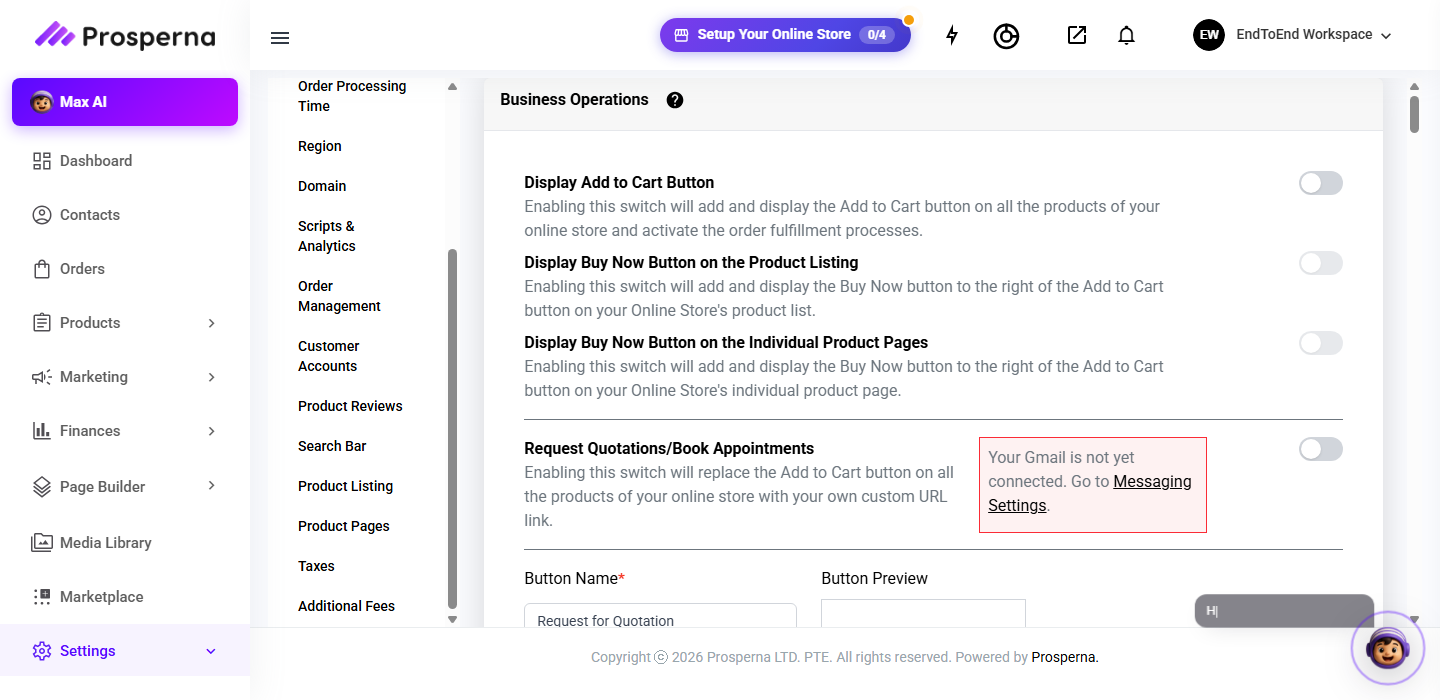 Prosperna
Setup Your Online Store 0/4
EW EndToEnd Workspace
Max AI
Dashboard
Contacts
Orders
Products
Marketing
Finances
Page Builder
Media Library
Marketplace
Settings
Order Processing
Time
Region
Domain
Scripts &
Analytics
Order
Management
Customer
Accounts
Product Reviews
Search Bar
Product Listing
Product Pages
Taxes
Additional Fees
Business Operations ?
Display Add to Cart Button
Enabling this switch will add and display the Add to Cart button on all the products of your
online store and activate the order fulfillment processes.
Display Buy Now Button on the Product Listing
Enabling this switch will add and display the Buy Now button to the right of the Add to Cart
button on your Online Store's product list.
Display Buy Now Button on the Individual Product Pages
Enabling this switch will add and display the Buy Now button to the right of the Add to Cart
button on your Online Store's individual product page.
Request Quotations/Book Appointments
Enabling this switch will replace the Add to Cart button on all
the products of your online store with your own custom URL
link.
Your Gmail is not yet
connected. Go to Messaging
Settings.
Button Name*
Button Preview
Request for Quotation
H|
Copyright ⓒ 2026 Prosperna LTD. PTE. All rights reserved. Powered by Prosperna.